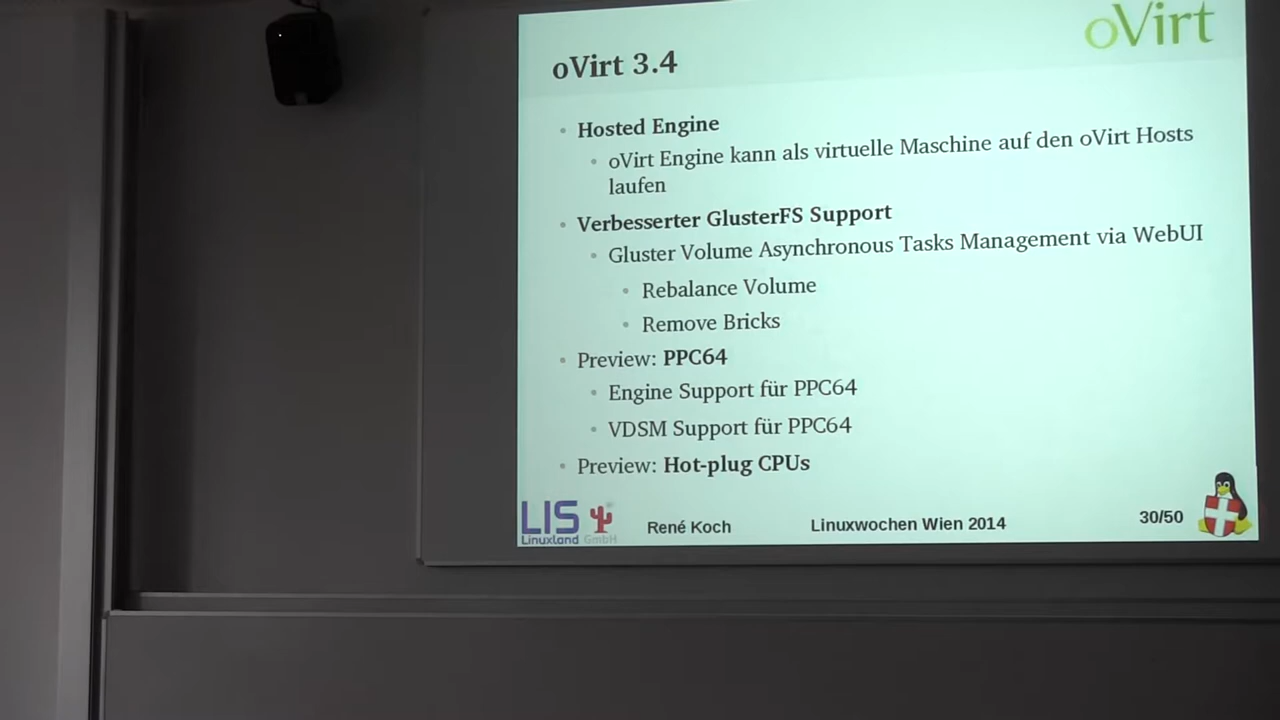 oVirt
oVirt 3.4
Hosted Engine
oVirt Engine kann als virtuelle Maschine auf den oVirt Hosts
laufen
Verbesserter GlusterFS Support
Gluster Volume Asynchronous Tasks Management via WebUI
Rebalance Volume
Remove Bricks
Preview: PPC64
Engine Support für PPC64
VDSM Support für PPC64
Preview: Hot-plug CPUs
LIS
Linuxland GmbH
René Koch
Linuxwochen Wien 2014
30/50